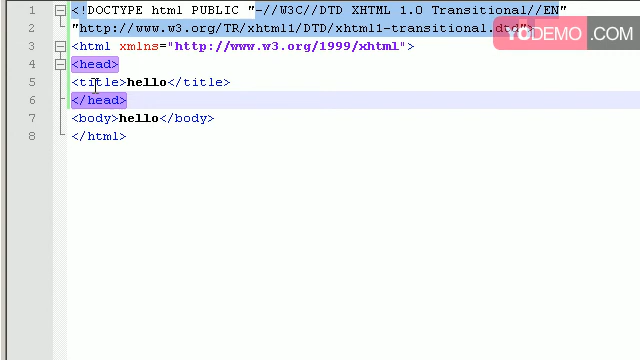 1 <!DOCTYPE html PUBLIC "-//W3C//DTD XHTML 1.0 Transitional//EN"
2 "http://www.w3.org/TR/xhtml1/DTD/xhtml1-transitional.dtd">
3 <html xmlns="http://www.w3.org/1999/xhtml">
4 <head>
5 <title>hello</title>
6 </head>
7 <body>hello</body>
8 </html>
YODEMO.COM